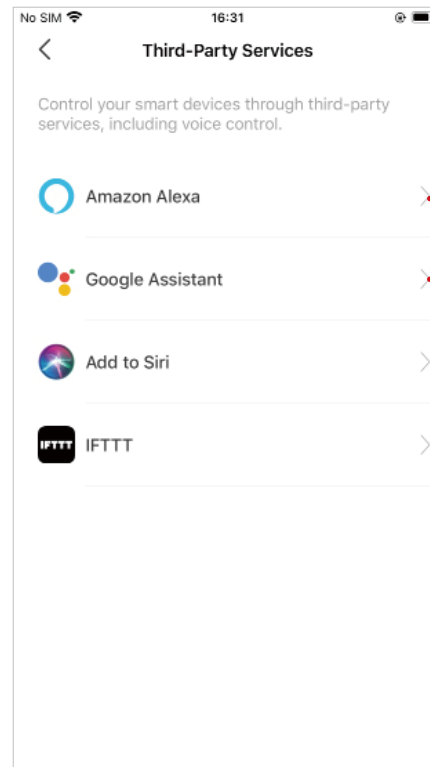 No SIM 16:31
Third-Party Services
Control your smart devices through third-party
services, including voice control.
Amazon Alexa
Google Assistant
Add to Siri
IFTTT IFTTT